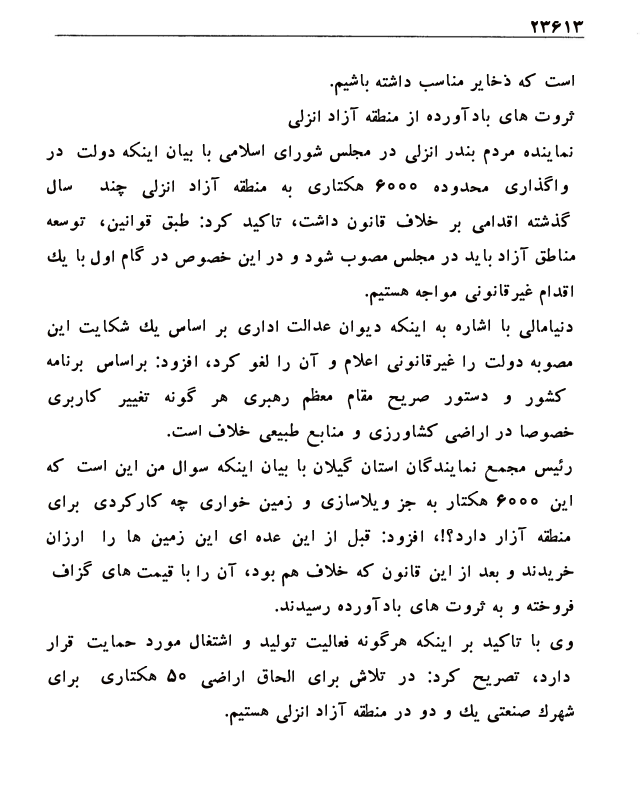 ۲۳۶۱۳
است که ذخایر مناسب داشته باشیم.
ثروت های بادآورده از منطقه آزاد انزلی
نماینده مردم بندر انزلی در مجلس شورای اسلامی با بیان اینکه دولت در
واگذاری محدوده ۶۰۰۰ هکتاری به منطقه آزاد انزلی چند سال
گذشته اقدامی بر خلاف قانون داشت، تاکید کرد: طبق قوانین، توسعه
مناطق آزاد باید در مجلس مصوب شود و در این خصوص در گام اول با یك
اقدام غیرقانونی مواجه هستیم.
دنیامالی با اشاره به اینکه دیوان عدالت اداری بر اساس یك شکایت این
مصوبه دولت را غیرقانونی اعلام و آن را لغو کرد، افزود: براساس برنامه
کشور و دستور صریح مقام معظم رهبری هر گونه تغییر کاربری
خصوصا در اراضی کشاورزی و منابع طبیعی خلاف است.
رئیس مجمع نمایندگان استان گیلان با بیان اینکه سوال من این است که
این ۶۰۰۰ هکتار به جز ویلاسازی و زمین خواری چه کارکردی برای
منطقه آزار دارد؟!، افزود: قبل از این عده ای این زمین ها را ارزان
خریدند و بعد از این قانون که خلاف هم بود، آن را با قیمت های گزاف
فروخته و به ثروت های بادآورده رسیدند.
وی با تاکید بر اینکه هرگونه فعالیت تولید و اشتغال مورد حمایت قرار
دارد، تصریح کرد: در تلاش برای الحاق اراضی ۵۰ هکتاری برای
شهرك صنعتی یك و دو در منطقه آزاد انزلی هستیم.